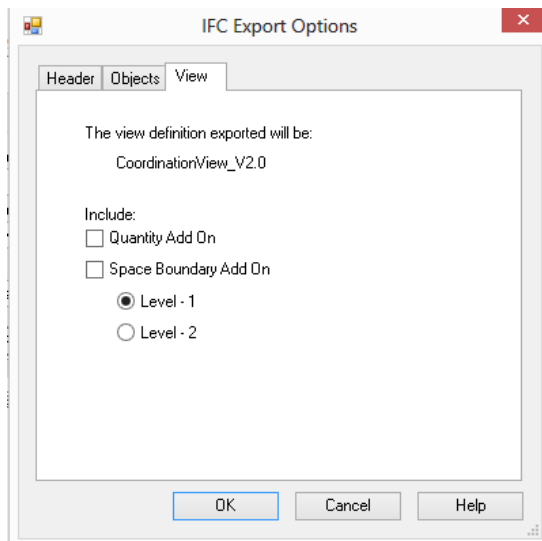 IFC Export Options
Header Objects View
The view definition exported will be:
CoordinationView_V2.0
Include:
Quantity Add On
Space Boundary Add On
Level - 1
Level - 2
OK Cancel Help